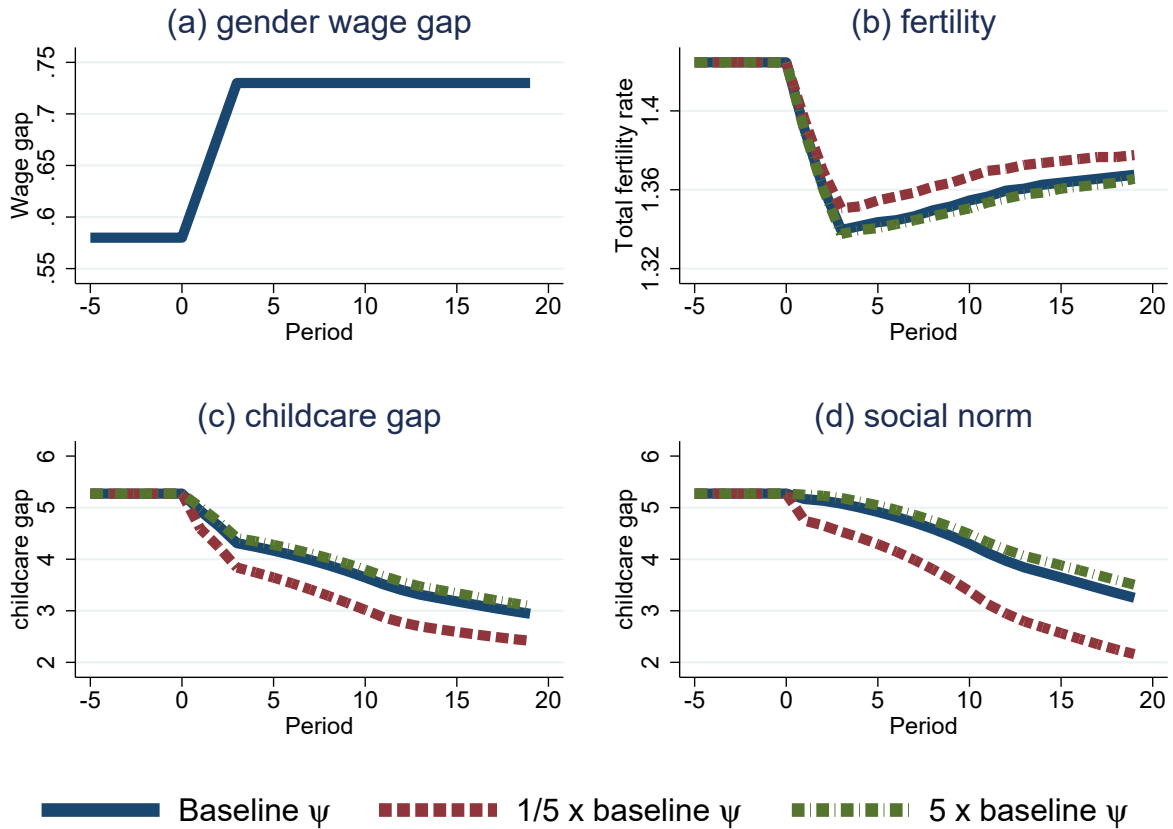 (a) gender wage gap
Wage gap
.75
.7
.65
.6
.55
-5 0 5 10 15 20
Period
(b) fertility
Total fertility rate
1.4
1.36
1.32
-5 0 5 10 15 20
Period
(c) childcare gap
childcare gap
6
5
4
3
2
-5 0 5 10 15 20
Period
(d) social norm
childcare gap
6
5
4
3
2
-5 0 5 10 15 20
Period
Baseline ψ 1/5 x baseline ψ 5 x baseline ψ